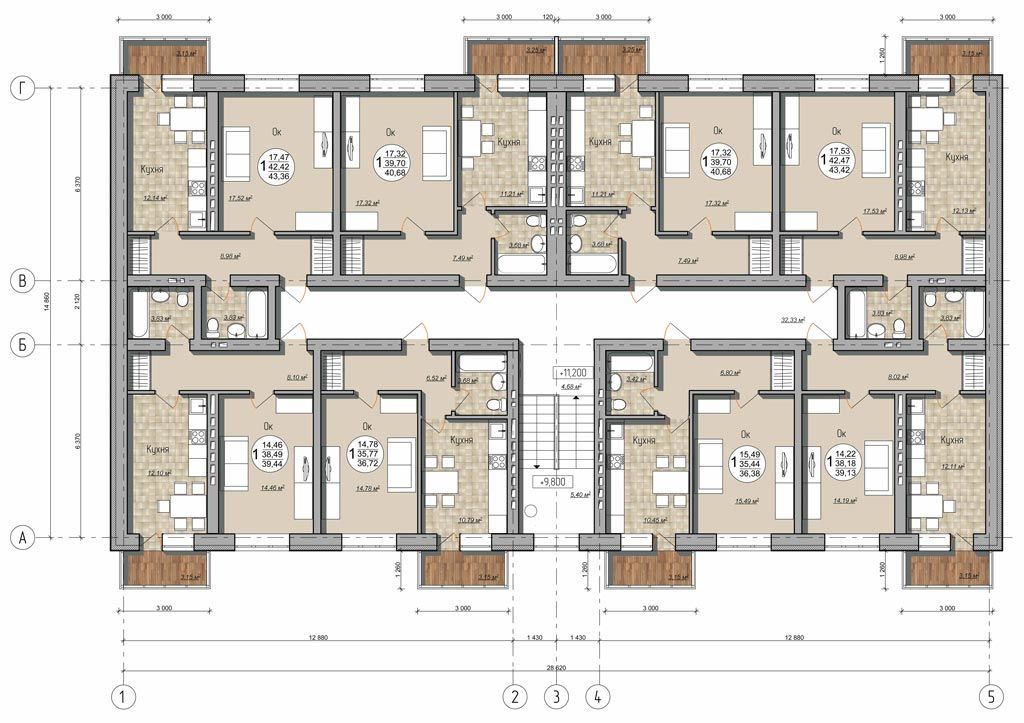 3 000
3 000
120
3 000
3 000
3.15 м²
3.25 м²
3.25 м²
3.15 м²
1 260
Г
Кухня
12.14 м²
Ок
1
17,47
42,42
43,36
17.52 м²
Ок
1
17,32
39,70
40,68
17.32 м²
Кухня
11.21 м²
Кухня
11.21 м²
Ок
1
17,32
39,70
40,68
17.32 м²
Ок
1
17,53
42,47
43,42
17.53 м²
Кухня
12.13 м²
6 370
8.98 м²
7.49 м²
3.68 м²
3.68 м²
7.49 м²
8.98 м²
В
14 860
2 120
3.83 м²
3.83 м²
32.33 м²
3.83 м²
3.83 м²
Б
8.10 м²
6.52 м²
3.68 м²
+11,200
4.68 м²
3.42 м²
6.80 м²
8.02 м²
6 370
Кухня
12.10 м²
Ок
1
14,46
38,49
39,44
14.46 м²
Ок
1
14,78
35,77
36,72
14.78 м²
Кухня
10.79 м²
+9,800
5.40 м²
Кухня
10.45 м²
Ок
1
15,49
35,44
36,38
15.49 м²
Ок
1
14,22
38,18
39,13
14.19 м²
Кухня
12.11 м²
А
3.15 м²
1 260
3.15 м²
3.15 м²
1 260
3.15 м²
3 000
3 000
3 000
3 000
12 880
1 430
1 430
12 880
28 620
1
2
3
4
5